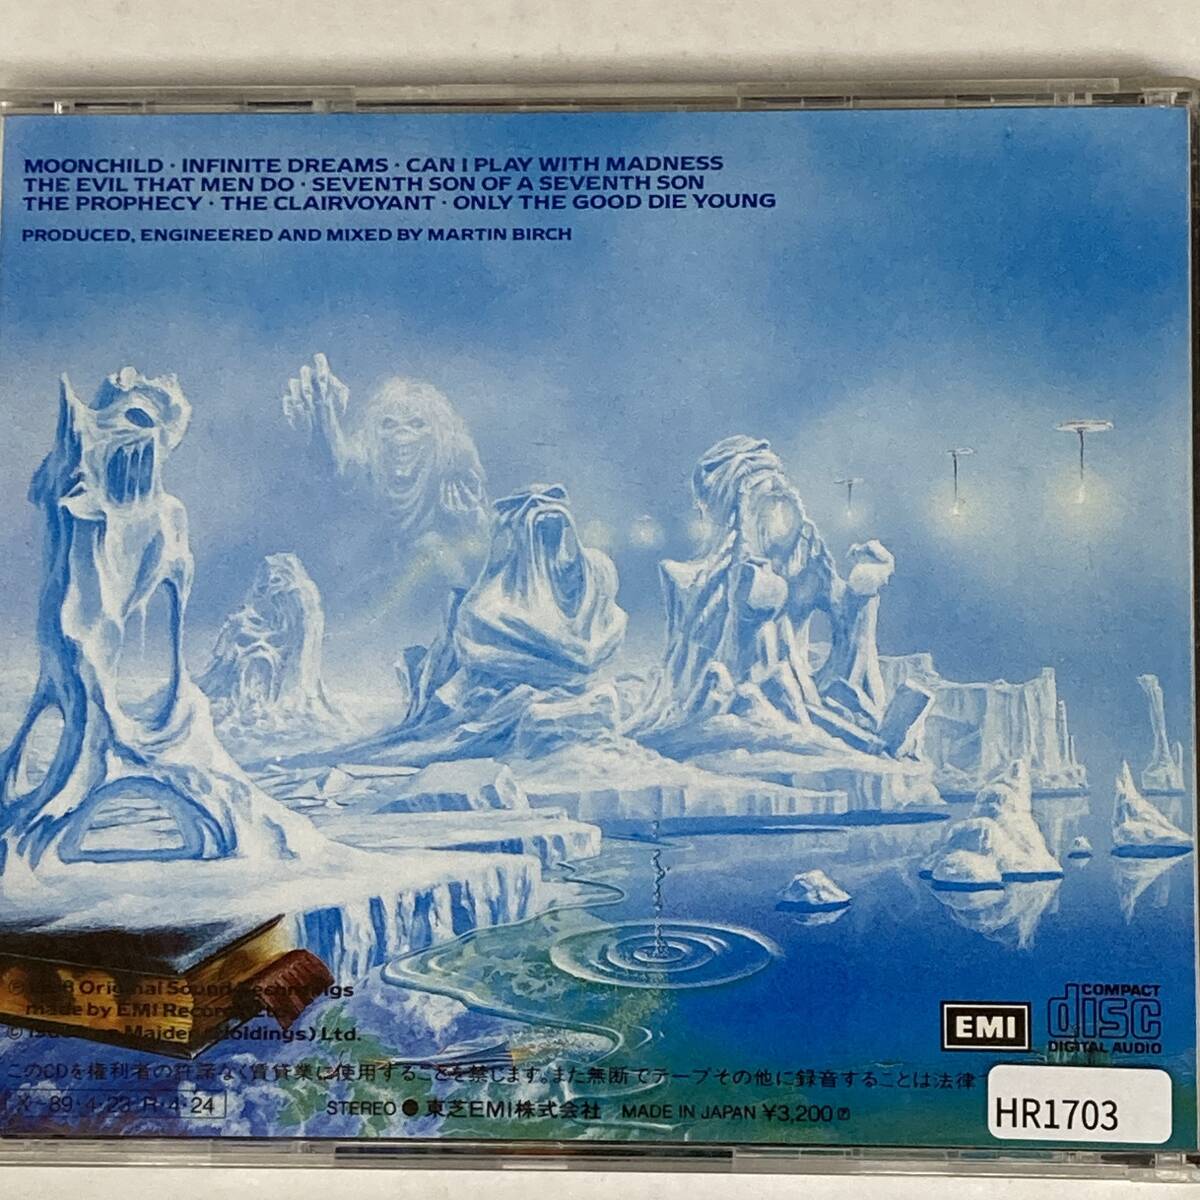 MOONCHILD · INFINITE DREAMS · CAN I PLAY WITH MADNESS
THE EVIL THAT MEN DO · SEVENTH SON OF A SEVENTH SON
THE PROPHECY · THE CLAIRVOYANT · ONLY THE GOOD DIE YOUNG
PRODUCED, ENGINEERED AND MIXED BY MARTIN BIRCH
Ⓟ Original Sound Recordings
made by EMI Records
© Maiden Holdings) Ltd.
EMI
COMPACT
disc
DIGITAL AUDIO
このCDを権利者の許諾なく賃貸業に使用することを禁じます。また無断でテープその他に録音することは法律
X-89・4・23 R・4・24
STEREO ● 東芝EMI株式会社 MADE IN JAPAN ¥3,200
HR1703